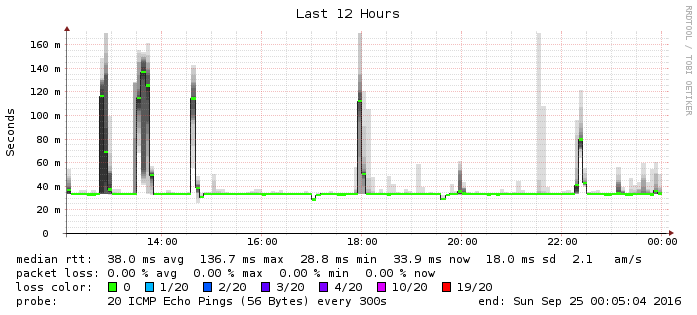 Last 12 Hours
RRDTOOL / TOBI OETIKER
Seconds
160 m
140 m
120 m
100 m
80 m
60 m
40 m
20 m
0
14:00 16:00 18:00 20:00 22:00 00:00
median rtt: 38.0 ms avg 136.7 ms max 28.8 ms min 33.9 ms now 18.0 ms sd 2.1 am/s
packet loss: 0.00 % avg 0.00 % max 0.00 % min 0.00 % now
loss color: 0 1/20 2/20 3/20 4/20 10/20 19/20
probe: 20 ICMP Echo Pings (56 Bytes) every 300s end: Sun Sep 25 00:05:04 2016